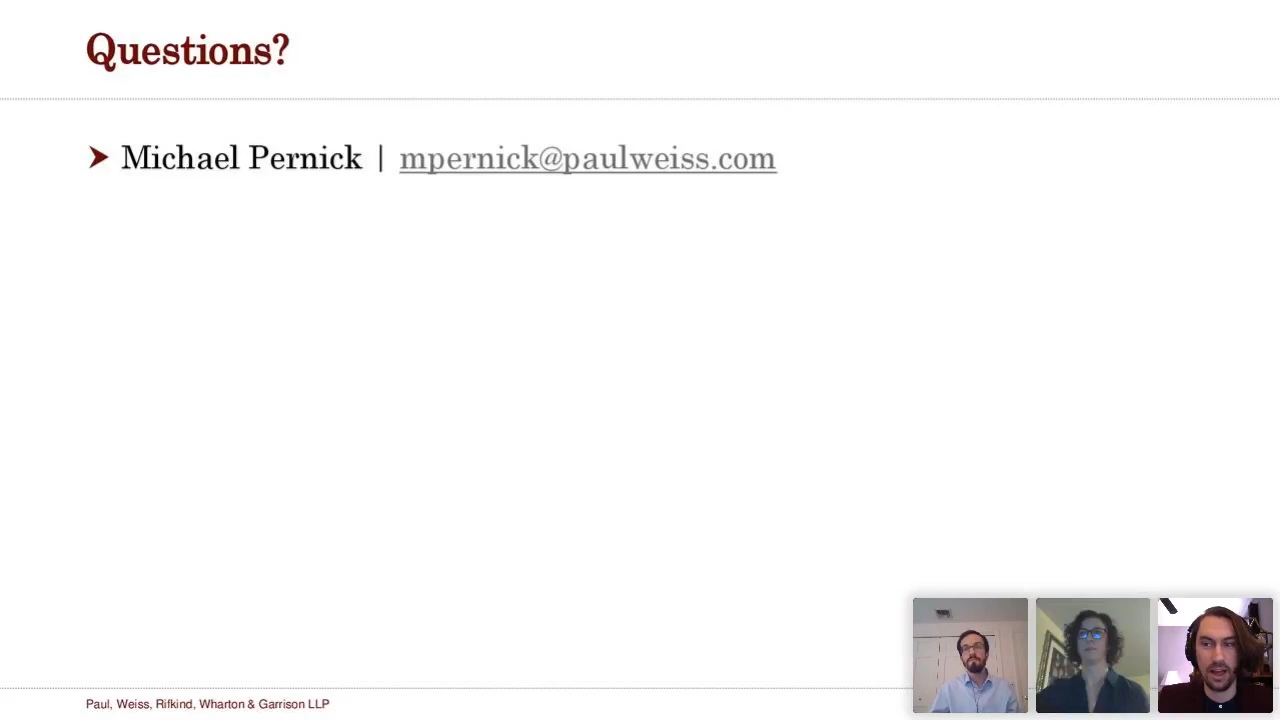 Questions?
➤ Michael Pernick | mpernick@paulweiss.com
Paul, Weiss, Rifkind, Wharton & Garrison LLP